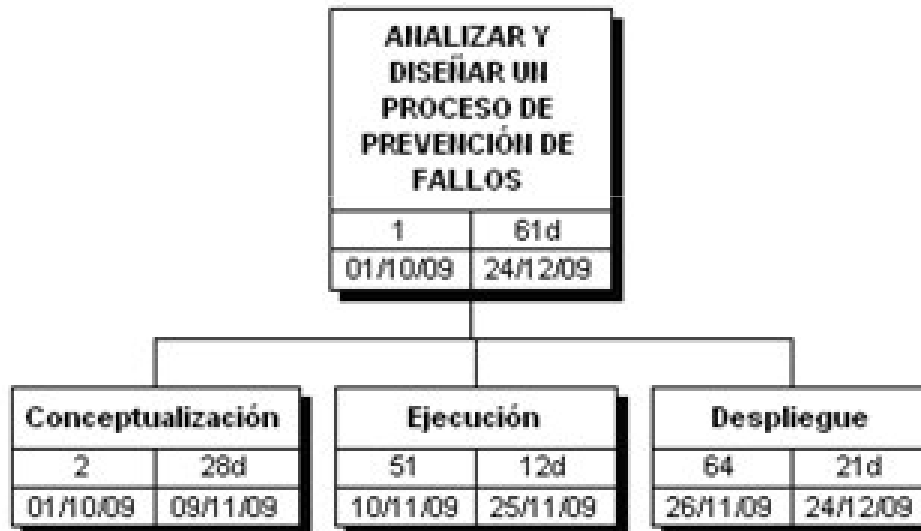 ANALIZAR Y
DISEÑAR UN
PROCESO DE
PREVENCIÓN DE
FALLOS
1 61d
01/10/09 24/12/09
Conceptualización
2 28d
01/10/09 09/11/09
Ejecución
51 12d
10/11/09 25/11/09
Despliegue
64 21d
26/11/09 24/12/09